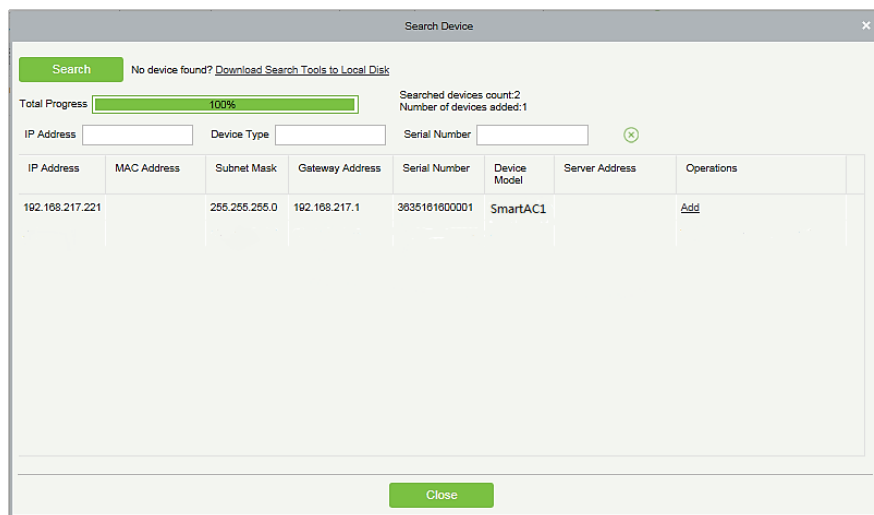 Search Device
Search No device found? Download Search Tools to Local Disk
Total Progress 100% Searched devices count:2
Number of devices added:1
IP Address Device Type Serial Number
IP Address MAC Address Subnet Mask Gateway Address Serial Number Device Model Server Address Operations
192.168.217.221 255.255.255.0 192.168.217.1 3635161600001 SmartAC1 Add
Close